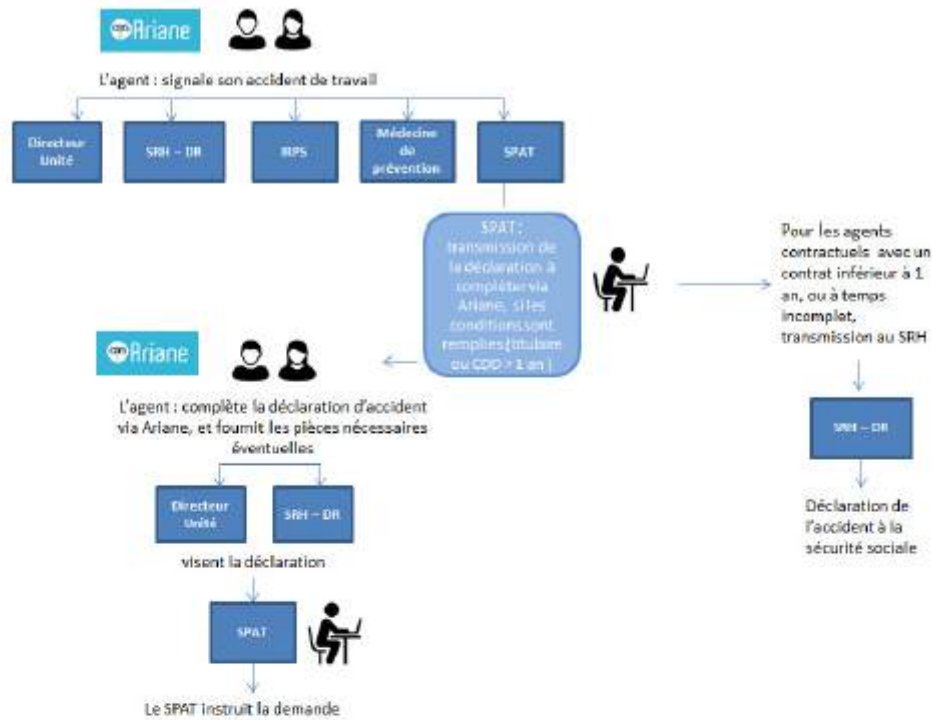 Ariane
L'agent : signale son accident de travail
Directeur
Unité
SRH – DR
IRPS
Médecine
de
prévention
SPAT
SPAT :
transmission de
la déclaration à
compléter via
Ariane, si les
conditions sont
remplies (titulaire
ou CDD > 1 an )
Pour les agents
contractuels avec un
contrat inférieur à 1
an, ou à temps
incomplet,
transmission au SRH
SRH – DR
Déclaration de
l'accident à la
sécurité sociale
Ariane
L'agent : complète la déclaration d'accident
via Ariane, et fournit les pièces nécessaires
éventuelles
Directeur
Unité
SRH – DR
visent la déclaration
SPAT
Le SPAT instruit la demande